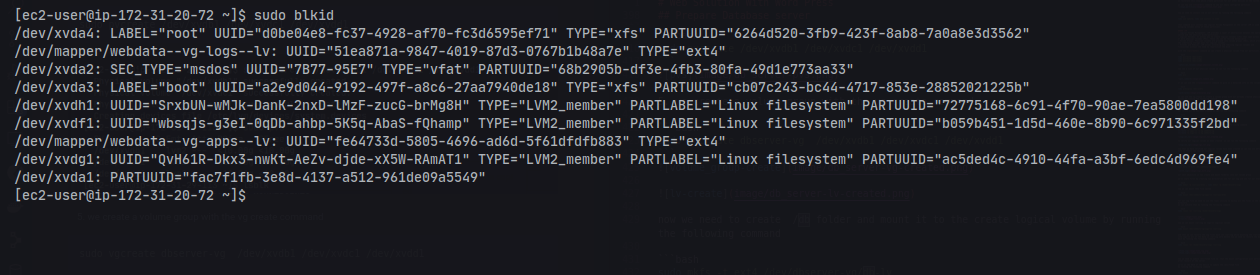 [ec2-user@ip-172-31-20-72 ~]$ sudo blkid
/dev/xvda4: LABEL="root" UUID="d0be04e8-fc37-4928-af70-fc3d6595ef71" TYPE="xfs" PARTUUID="6264d520-3fb9-423f-8ab8-7a0a8e3d3562"
/dev/mapper/webdata--vg-logs--lv: UUID="51ea871a-9847-4019-87d3-0767b1b48a7e" TYPE="ext4"
/dev/xvda2: SEC_TYPE="msdos" UUID="7B77-95E7" TYPE="vfat" PARTUUID="68b2905b-df3e-4fb3-80fa-49d1e773aa33"
/dev/xvda3: LABEL="boot" UUID="a2e9d044-9192-497f-a8c6-27aa7940de18" TYPE="xfs" PARTUUID="cb07c243-bc44-4717-853e-28852021225b"
/dev/xvdh1: UUID="SrxbUN-wMJk-DanK-2nxD-lMzF-zucG-brMg8H" TYPE="LVM2_member" PARTLABEL="Linux filesystem" PARTUUID="72775168-6c91-4f70-90ae-7ea5800dd198"
/dev/xvdf1: UUID="wbsqjs-g3eI-0qDb-ahbp-5K5q-AbaS-fQhamp" TYPE="LVM2_member" PARTLABEL="Linux filesystem" PARTUUID="b059b451-1d5d-460e-8b90-6c971335f2bd"
/dev/mapper/webdata--vg-apps--lv: UUID="fe64733d-5805-4696-ad6d-5f61dfdfb883" TYPE="ext4"
/dev/xvdg1: UUID="QvH61R-Dkx3-nwKt-AeZv-djde-xX5W-RAmAT1" TYPE="LVM2_member" PARTLABEL="Linux filesystem" PARTUUID="ac5ded4c-4910-44fa-a3bf-6edc4d969fe4"
/dev/xvda1: PARTUUID="fac7f1fb-3e8d-4137-a512-961de09a5549"
[ec2-user@ip-172-31-20-72 ~]$